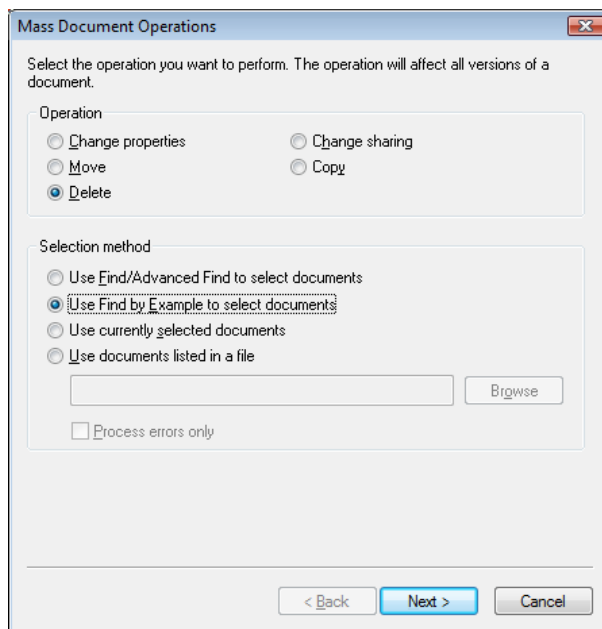 Mass Document Operations
Select the operation you want to perform. The operation will affect all versions of a
document.
Operation
Change properties
Change sharing
Move
Copy
Delete
Selection method
Use Find/Advanced Find to select documents
Use Find by Example to select documents
Use currently selected documents
Use documents listed in a file
Browse
Process errors only
< Back
Next >
Cancel